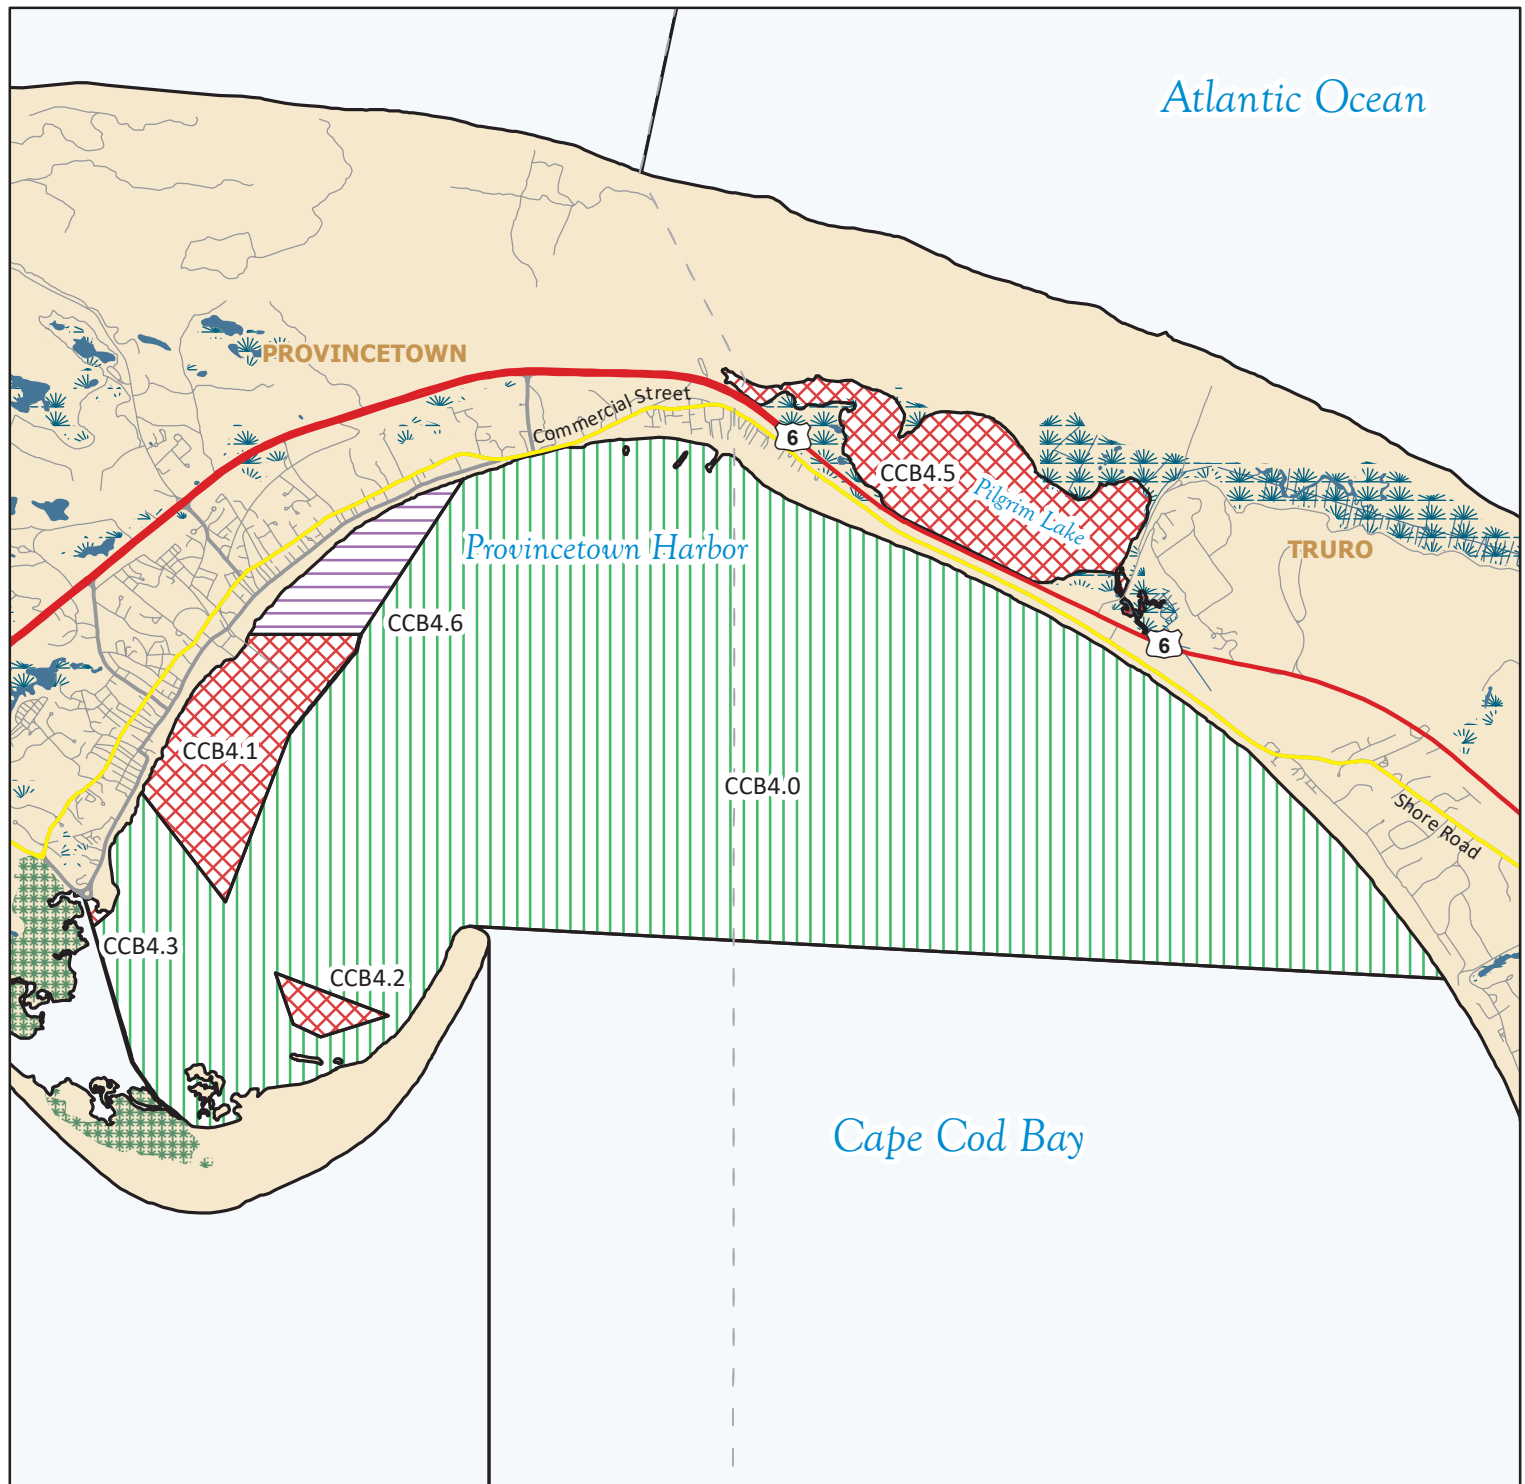 Atlantic Ocean
PROVINCETOWN
Commercial Street
6
CCB4.5
Pilgrim Lake
Provincetown Harbor
TRURO
CCB4.6
6
CCB4.1
CCB4.0
Shore Road
CCB4.3
CCB4.2
Cape Cod Bay